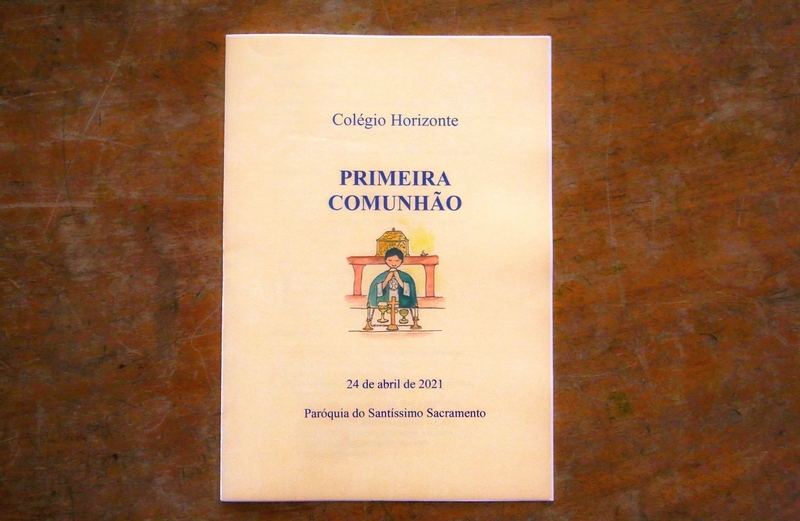 Colégio Horizonte
PRIMEIRA
COMUNHÃO
24 de abril de 2021
Paróquia do Santíssimo Sacramento